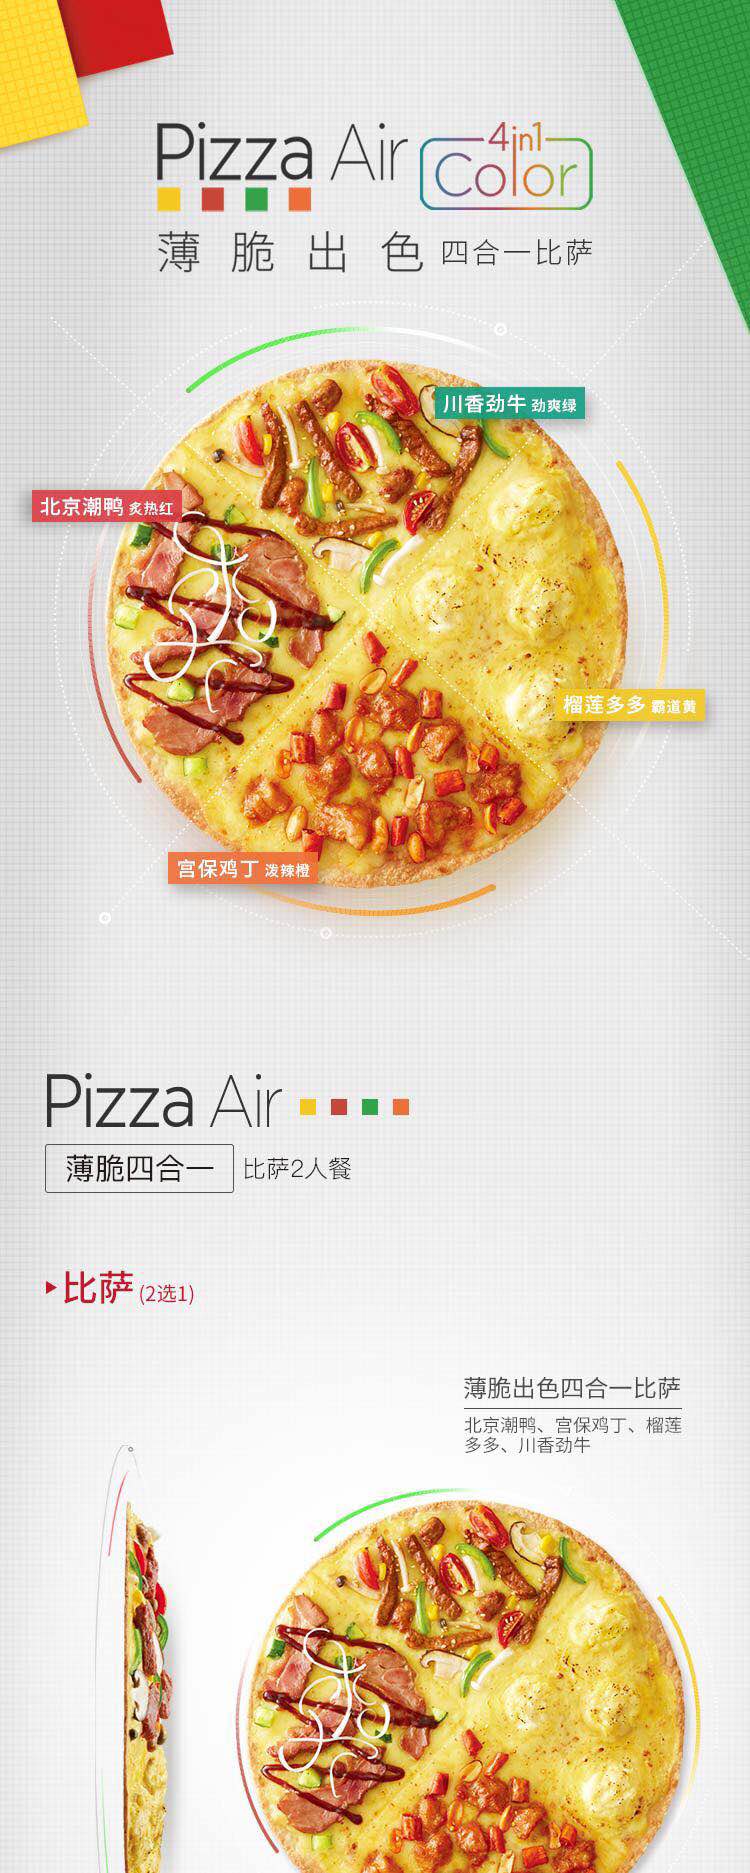 Pizza Air 4in1 Color
薄脆出色 四合一比萨
川香劲牛 劲爽绿
北京潮鸭 炙热红
榴莲多多 霸道黄
宫保鸡丁 泼辣橙
Pizza Air
薄脆四合一 比萨2人餐
比萨 (2选1)
薄脆出色四合一比萨
北京潮鸭、宫保鸡丁、榴莲
多多、川香劲牛